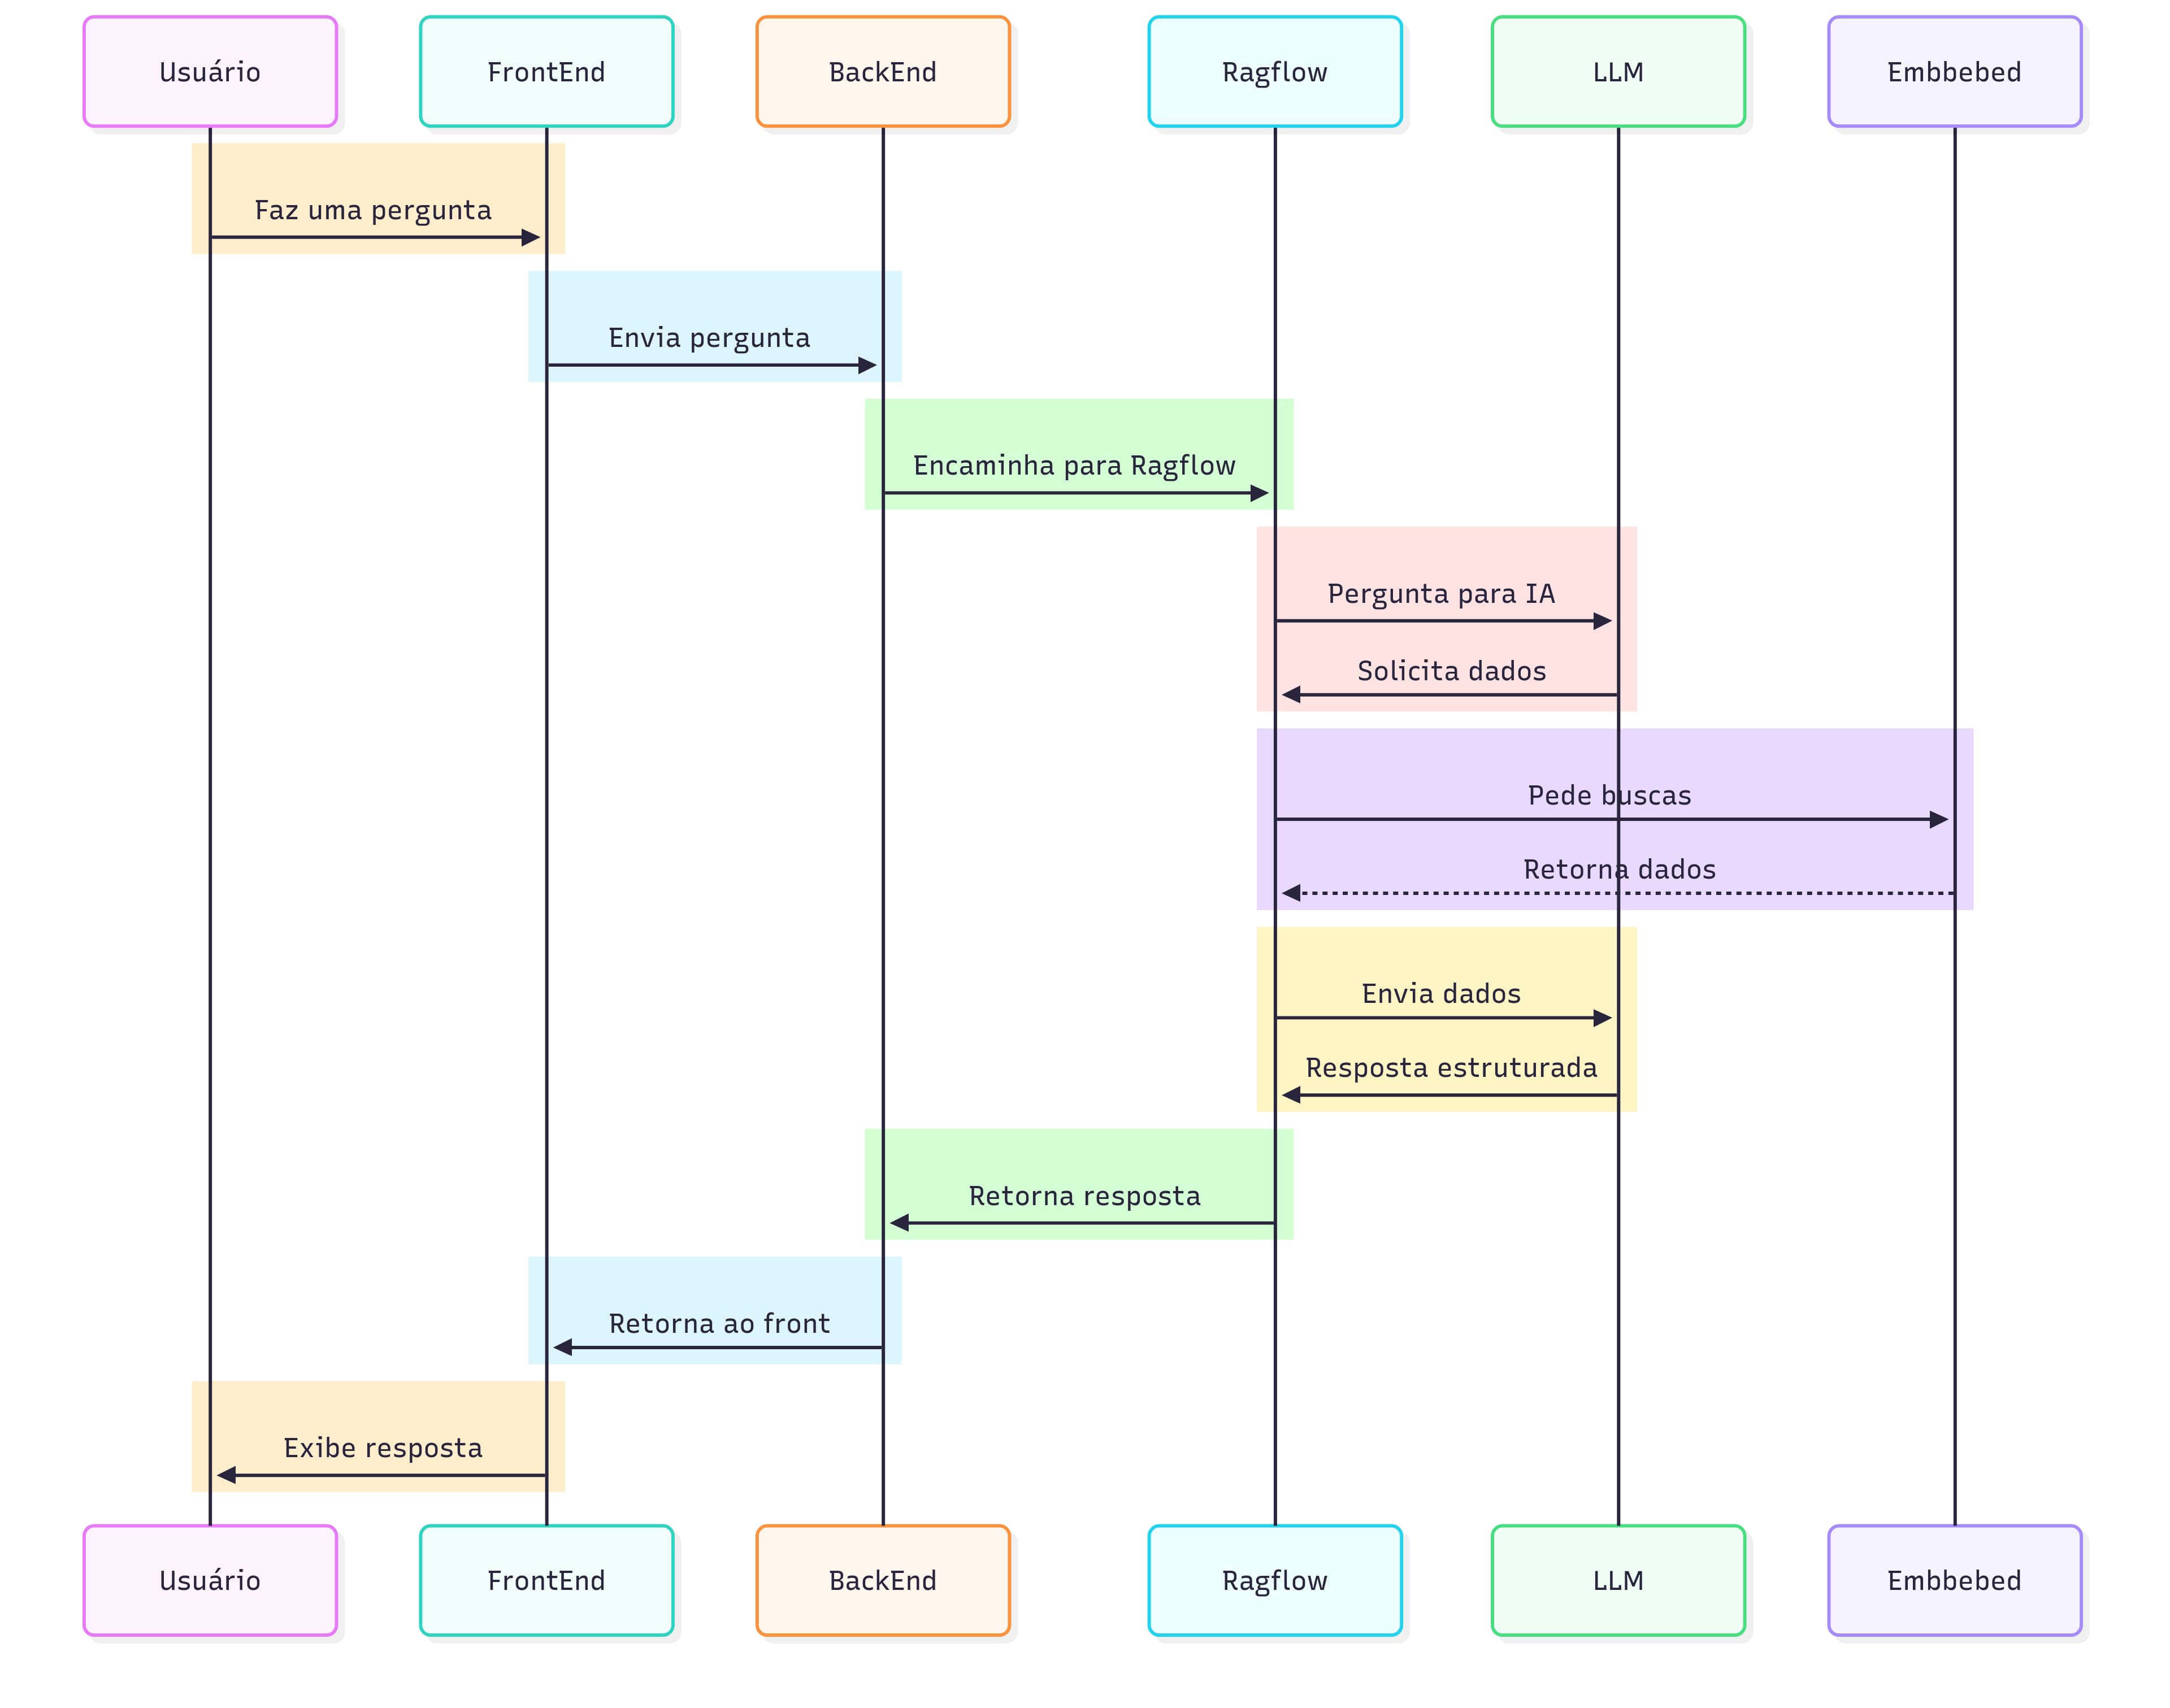 Usuário
FrontEnd
BackEnd
Ragflow
LLM
Embbebed
Faz uma pergunta
Envia pergunta
Encaminha para Ragflow
Pergunta para IA
Solicita dados
Pede buscas
Retorna dados
Envia dados
Resposta estruturada
Retorna resposta
Retorna ao front
Exibe resposta
Usuário
FrontEnd
BackEnd
Ragflow
LLM
Embbebed